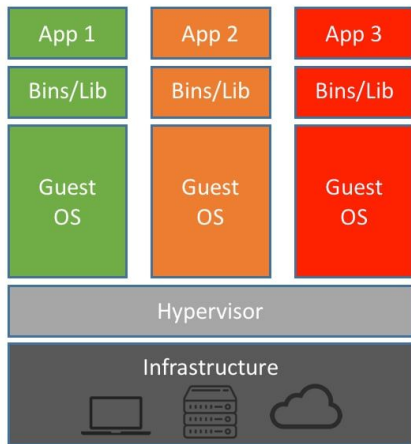 App 1
App 2
App 3
Bins/Lib
Bins/Lib
Bins/Lib
Guest
OS
Guest
OS
Guest
OS
Hypervisor
Infrastructure